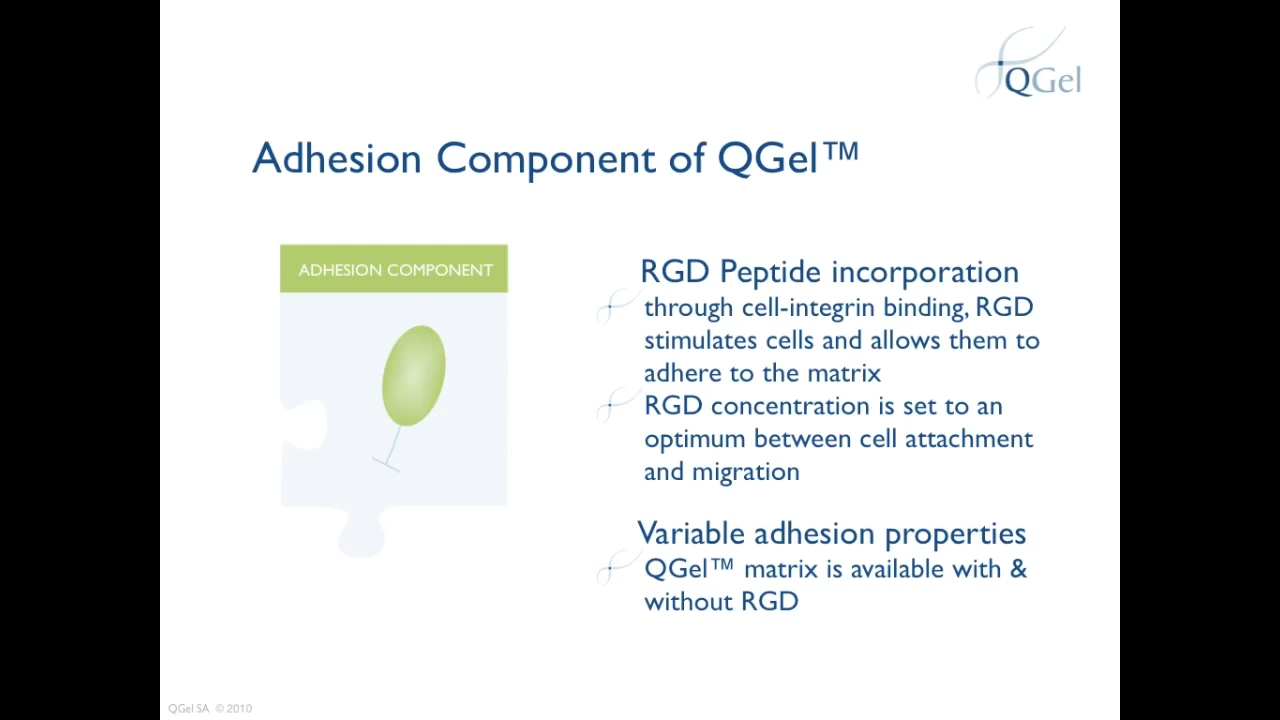 QGel
Adhesion Component of QGel™
ADHESION COMPONENT
RGD Peptide incorporation
through cell-integrin binding, RGD
stimulates cells and allows them to
adhere to the matrix
RGD concentration is set to an
optimum between cell attachment
and migration
Variable adhesion properties
QGel™ matrix is available with &
without RGD
QGel SA © 2010